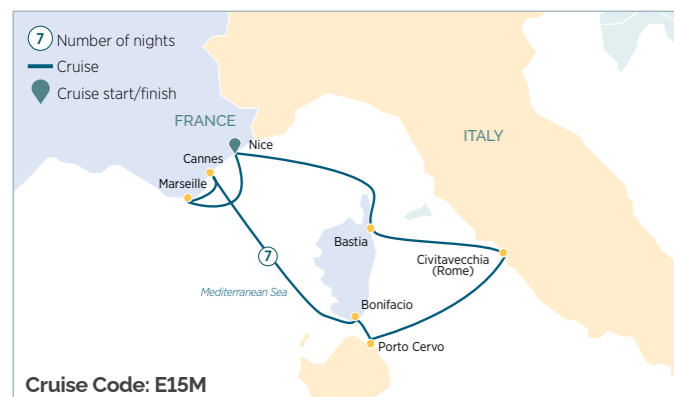 7 Number of nights
Cruise
Cruise start/finish
FRANCE
ITALY
Nice
Cannes
Marseille
Bastia
Civitavecchia
(Rome)
7
Mediterranean Sea
Bonifacio
Porto Cervo
Cruise Code: E15M